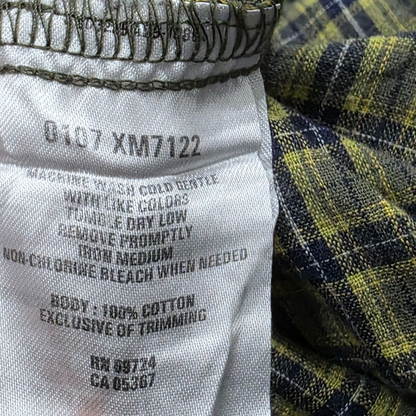 0107 XM7122
MACHINE WASH COLD GENTLE
WITH LIKE COLORS
TUMBLE DRY LOW
REMOVE PROMPTLY
IRON MEDIUM
NON-CHLORINE BLEACH WHEN NEEDED
BODY : 100% COTTON
EXCLUSIVE OF TRIMMING
RN 69724
CA 05367